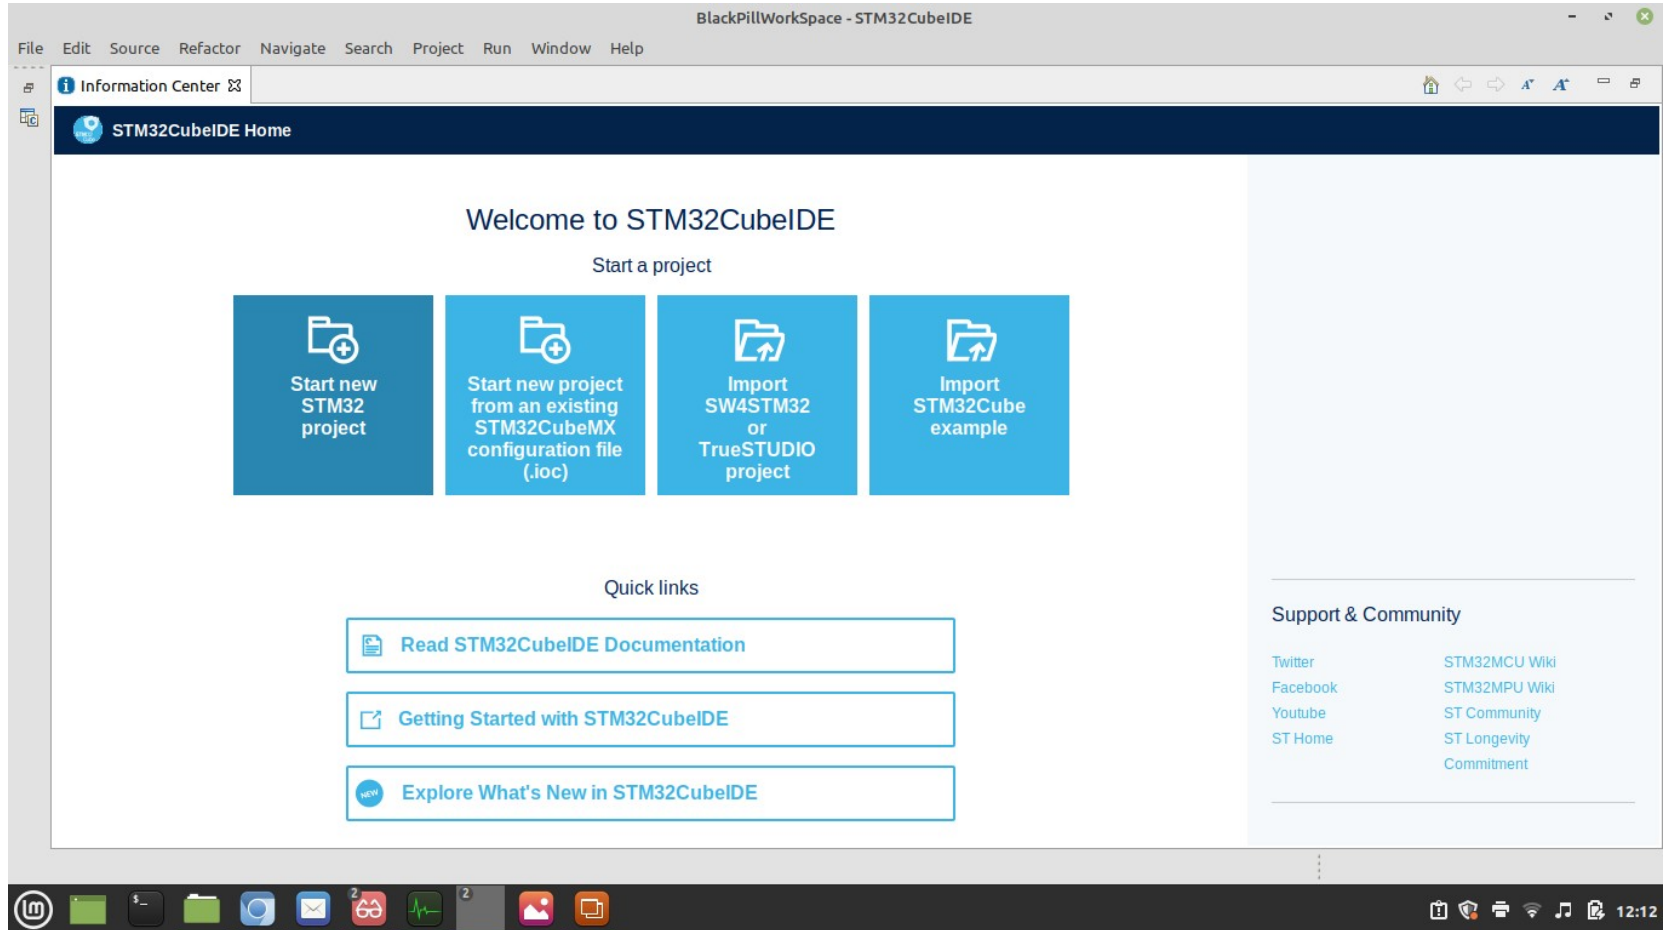 BlackPillWorkSpace - STM32CubeIDE
File Edit Source Refactor Navigate Search Project Run Window Help
Information Center
STM32CubeIDE Home
Welcome to STM32CubeIDE
Start a project
Start new
STM32
project
Start new project
from an existing
STM32CubeMX
configuration file
(.ioc)
Import
SW4STM32
or
TrueSTUDIO
project
Import
STM32Cube
example
Quick links
Read STM32CubeIDE Documentation
Getting Started with STM32CubeIDE
NEW Explore What's New in STM32CubeIDE
Support & Community
Twitter
Facebook
Youtube
ST Home
STM32MCU Wiki
STM32MPU Wiki
ST Community
ST Longevity
Commitment
2 2
12:12